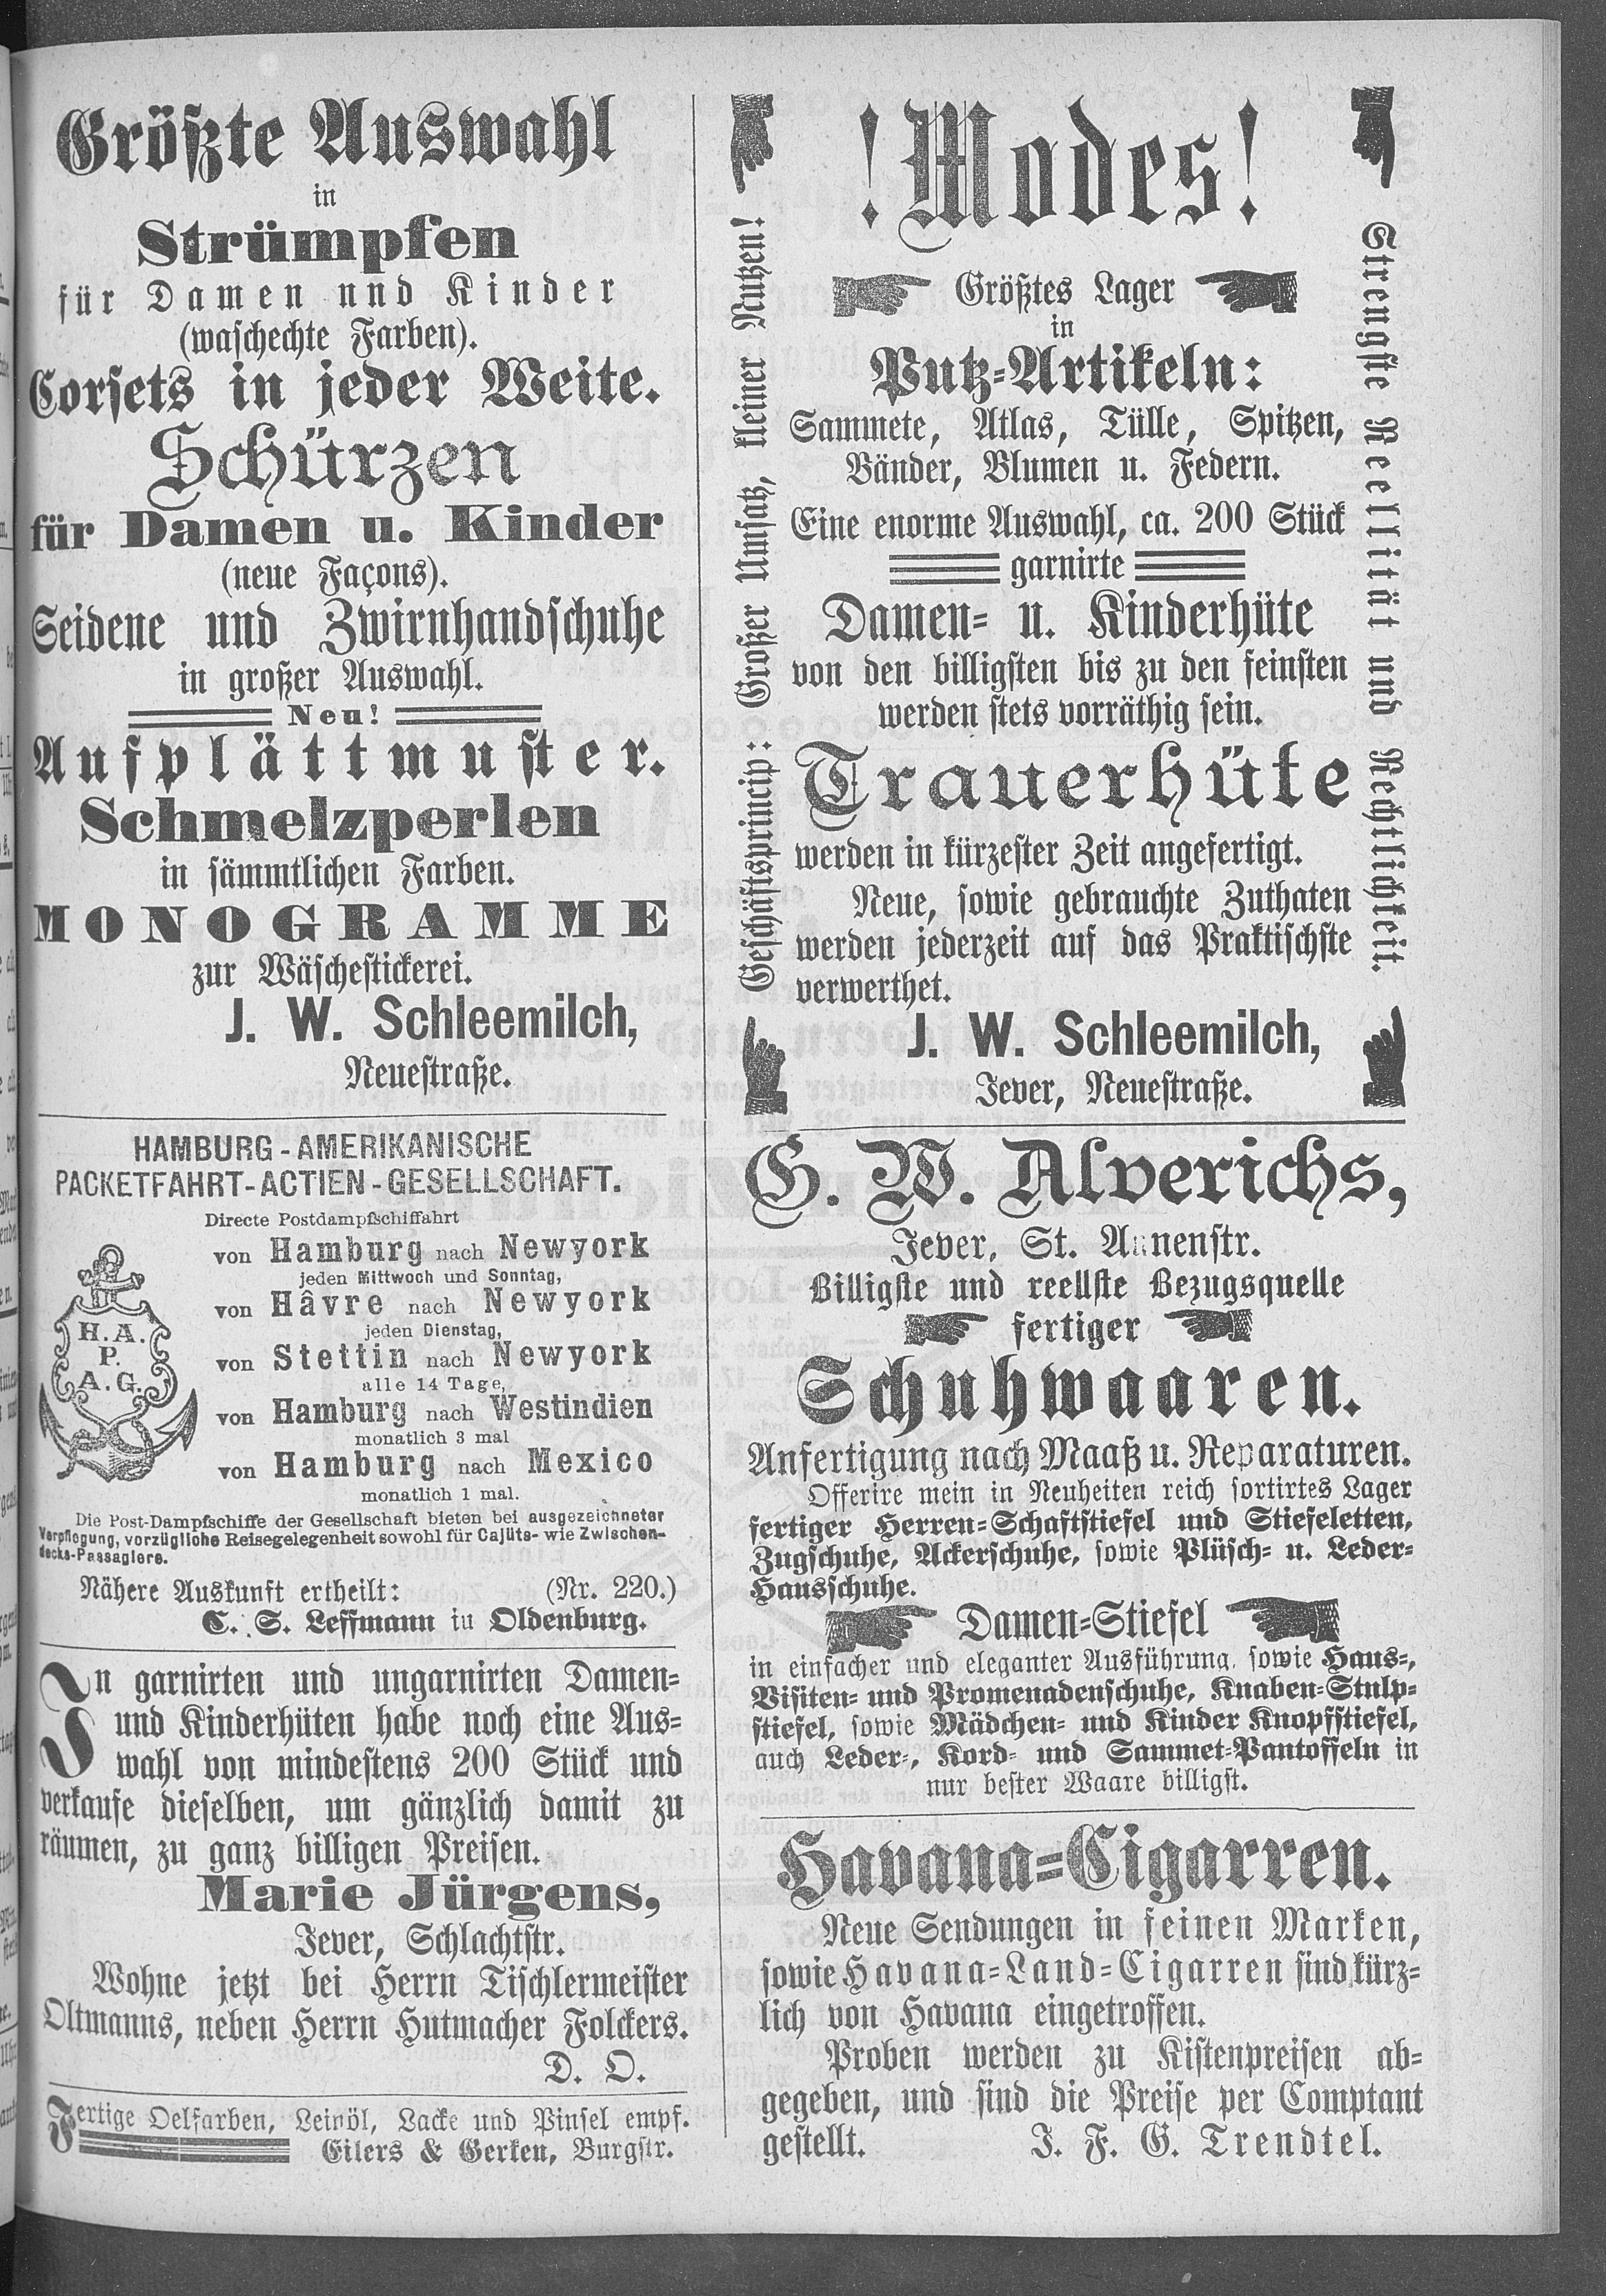 Größte Auswahl
in
Strümpfen
für Damen nnd Kinder
(waschechte Farben).
Corsets in jeder Weite.
Schürzen
für Damen u. Kinder
(neue Façons).
Seidene und Zwirnhandschuhe
in großer Auswahl.
Neu!
Aufplättmuster.
Schmelzperlen
in sämmtlichen Farben.
MONOGRAMME
zur Wäschestickerei.
J. W. Schleemilch,
Neuestraße.
HAMBURG-AMERIKANISCHE
PACKETFAHRT-ACTIEN-GESELLSCHAFT.
Directe Postdampfschiffahrt
von Hamburg nach Newyork
jeden Mittwoch und Sonntag,
von Hâvre nach Newyork
jeden Dienstag,
von Stettin nach Newyork
alle 14 Tage,
von Hamburg nach Westindien
monatlich 3 mal
von Hamburg nach Mexico
monatlich 1 mal.
H. A.
P.
A. G.
Die Post-Dampfschiffe der Gesellschaft bieten bei ausgezeichneter
Verpflegung, vorzügliche Reisegelegenheit sowohl für Cajüts- wie Zwischen-
decks-Passagiere.
Nähere Auskunft ertheilt: (Nr. 220.)
C. S. Leffmann in Oldenburg.
In garnirten und ungarnirten Damen-
und Kinderhüten habe noch eine Aus-
wahl von mindestens 200 Stück und
verkaufe dieselben, um gänzlich damit zu
räumen, zu ganz billigen Preisen.
Marie Jürgens,
Jever, Schlachtstr.
Wohne jetzt bei Herrn Tischlermeister
Oltmanns, neben Herrn Hutmacher Folckers.
D. O.
Fertige Oelfarben, Leinöl, Lacke und Pinsel empf.
Eilers & Gerken, Burgstr.
!Modes!
Geschäftsprincip: Großer Umsatz, kleiner Nutzen!
Strengste Reellität und Rechtlichkeit.
Größtes Lager
in
Putz-Artikeln:
Sammete, Atlas, Tülle, Spitzen,
Bänder, Blumen u. Federn.
Eine enorme Auswahl, ca. 200 Stück
garnirte
Damen- u. Kinderhüte
von den billigsten bis zu den feinsten
werden stets vorräthig sein.
Trauerhüte
werden in kürzester Zeit angefertigt.
Neue, sowie gebrauchte Zuthaten
werden jederzeit auf das Praktischste
verwerthet.
J. W. Schleemilch,
Jever, Neuestraße.
G. W. Alverichs,
Jever, St. Annenstr.
Billigste und reellste Bezugsquelle
fertiger
Schuhwaaren.
Anfertigung nach Maaß u. Reparaturen.
Offerire mein in Neuheiten reich sortirtes Lager
fertiger Herren-Schaftstiefel und Stiefeletten,
Zugschuhe, Ackerschuhe, sowie Plüsch- u. Leder-
Hausschuhe.
Damen-Stiefel
in einfacher und eleganter Ausführung, sowie Haus-,
Visiten- und Promenadenschuhe, Knaben-Stulp-
stiefel, sowie Mädchen- und Kinder Knopfstiefel,
auch Leder-, Kord- und Sammet-Pantoffeln in
nur bester Waare billigst.
Havana-Cigarren.
Neue Sendungen in feinen Marken,
sowie Havana-Land-Cigarren sind kürz-
lich von Havana eingetroffen.
Proben werden zu Kistenpreisen ab-
gegeben, und sind die Preise per Comptant
gestellt. J. F. G. Trendtel.